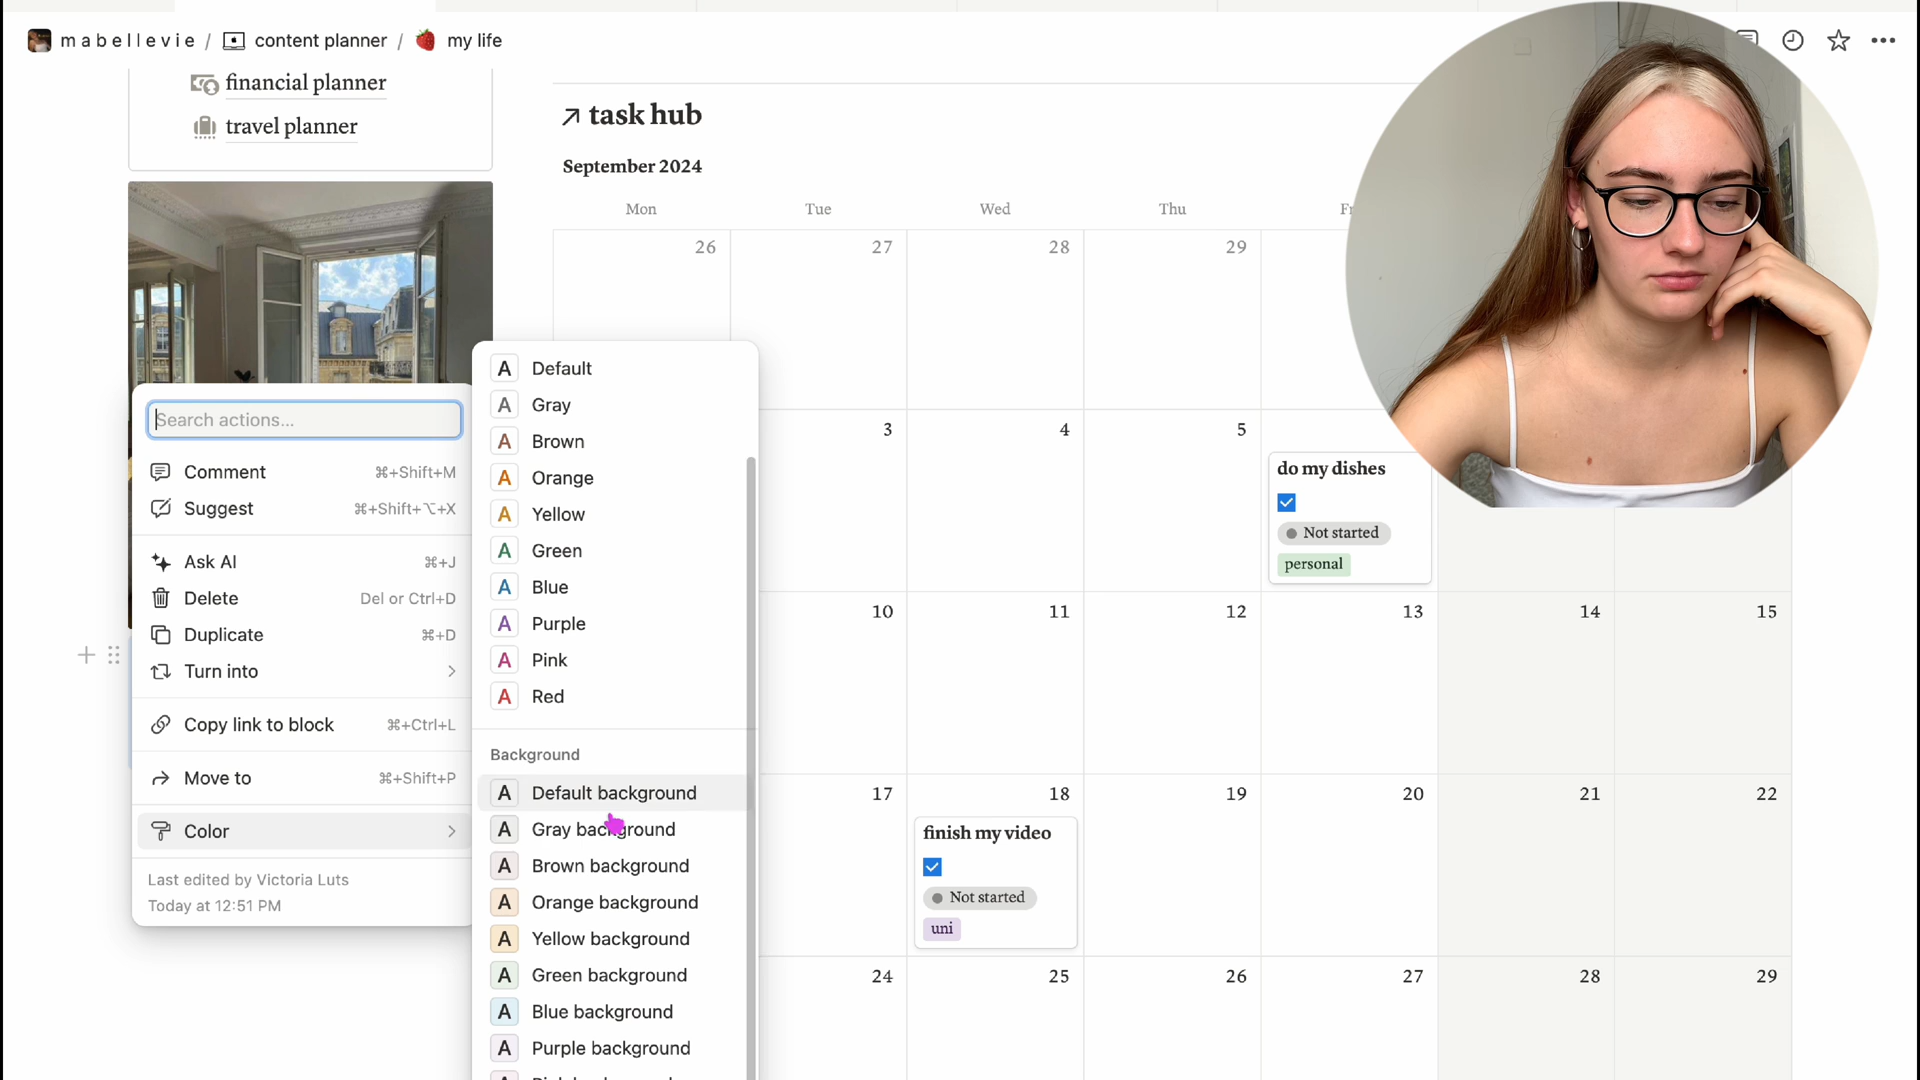 mabellevie / content planner / my life
financial planner
travel planner
task hub
September 2024
Mon Tue Wed Thu Fr
26 27 28 29
3 4 5
do my dishes
Not started
personal
10 11 12 13 14 15
17 18 19 20 21 22
finish my video
Not started
uni
24 25 26 27 28 29
Search actions...
Comment ⌘+Shift+M
Suggest ⌘+Shift+⌥+X
Ask AI ⌘+J
Delete Del or Ctrl+D
Duplicate ⌘+D
Turn into
Copy link to block ⌘+Ctrl+L
Move to ⌘+Shift+P
Color
Last edited by Victoria Luts
Today at 12:51 PM
A Default
A Gray
A Brown
A Orange
A Yellow
A Green
A Blue
A Purple
A Pink
A Red
Background
A Default background
A Gray background
A Brown background
A Orange background
A Yellow background
A Green background
A Blue background
A Purple background